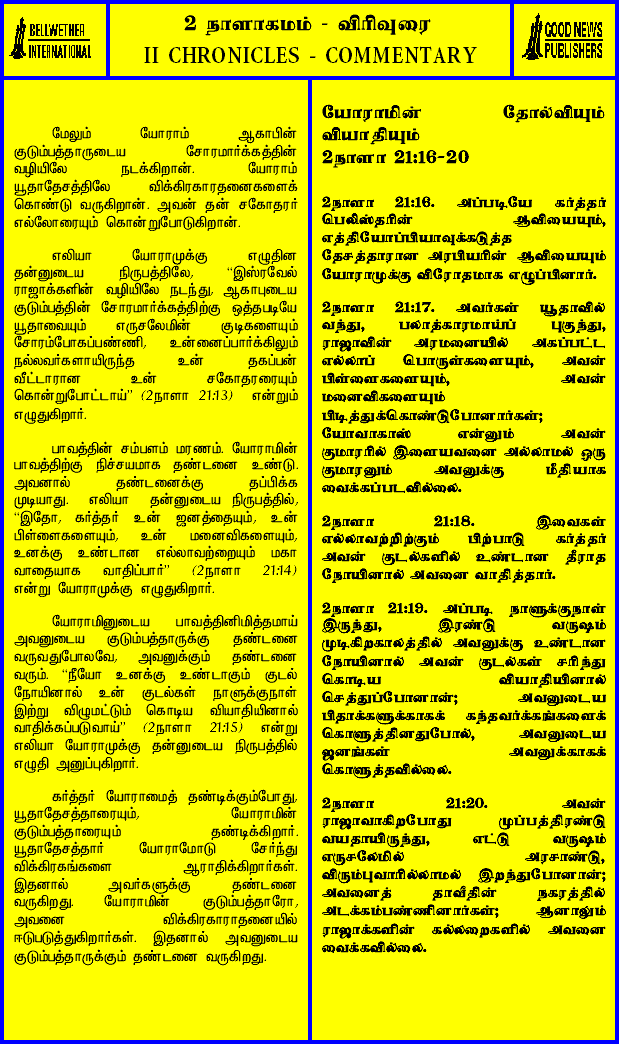 BELLWETHER
INTERNATIONAL
2 நாளாகமம் - விரிவுரை
II CHRONICLES - COMMENTARY
GOOD NEWS
PUBLISHERS
மேலும் யோராம் ஆகாபின்
குடும்பத்தாருடைய சோரமார்க்கத்தின்
வழியிலே நடக்கிறான். யோராம்
யூதாதேசத்திலே விக்கிரகாரதனைகளைக்
கொண்டு வருகிறான். அவன் தன் சகோதரர்
எல்லோரையும் கொன்றுபோடுகிறான்.
எலியா யோராமுக்கு எழுதின
தன்னுடைய நிருபத்திலே, “இஸ்ரவேல்
ராஜாக்களின் வழியிலே நடந்து, ஆகாபுடைய
குடும்பத்தின் சோரமார்க்கத்திற்கு ஒத்தபடியே
யூதாவையும் எருசலேமின் குடிகளையும்
சோரம்போகப்பண்ணி, உன்னைப்பார்க்கிலும்
நல்லவர்களாயிருந்த உன் தகப்பன்
வீட்டாரான உன் சகோதரரையும்
கொன்றுபோட்டாய்” (2நாளா 21:13) என்றும்
எழுதுகிறார்.
பாவத்தின் சம்பளம் மரணம். யோராமின்
பாவத்திற்கு நிச்சயமாக தண்டனை உண்டு.
அவனால் தண்டனைக்கு தப்பிக்க
முடியாது. எலியா தன்னுடைய நிருபத்தில்,
“இதோ, கர்த்தர் உன் ஜனத்தையும், உன்
பிள்ளைகளையும், உன் மனைவிகளையும்,
உனக்கு உண்டான எல்லாவற்றையும் மகா
வாதையாக வாதிப்பார்” (2நாளா 21:14)
என்று யோராமுக்கு எழுதுகிறார்.
யோராமினுடைய பாவத்தினிமித்தமாய்
அவனுடைய குடும்பத்தாருக்கு தண்டனை
வருவதுபோலவே, அவனுக்கும் தண்டனை
வரும். “நீயோ உனக்கு உண்டாகும் குடல்
நோயினால் உன் குடல்கள் நாளுக்குநாள்
இற்று விழுமட்டும் கொடிய வியாதியினால்
வாதிக்கப்படுவாய்” (2நாளா 21:15) என்று
எலியா யோராமுக்கு தன்னுடைய நிருபத்தில்
எழுதி அனுப்புகிறார்.
கர்த்தர் யோராமைத் தண்டிக்கும்போது,
யூதாதேசத்தாரையும், யோராமின்
குடும்பத்தாரையும் தண்டிக்கிறார்.
யூதாதேசத்தார் யோராமோடு சேர்ந்து
விக்கிரகங்களை ஆராதிக்கிறார்கள்.
இதனால் அவர்களுக்கு தண்டனை
வருகிறது. யோராமின் குடும்பத்தாரோ,
அவனை விக்கிரகாராதனையில்
ஈடுபடுத்துகிறார்கள். இதனால் அவனுடைய
குடும்பத்தாருக்கும் தண்டனை வருகிறது.
யோராமின் தோல்வியும்
வியாதியும்
2நாளா 21:16-20
2நாளா 21:16. அப்படியே கர்த்தர்
பெலிஸ்தரின் ஆவியையும்,
எத்தியோப்பியாவுக்கடுத்த
தேசத்தாரான அரபியரின் ஆவியையும்
யோராமுக்கு விரோதமாக எழுப்பினார்.
2நாளா 21:17. அவர்கள் யூதாவில்
வந்து, பலாத்காரமாய்ப் புகுந்து,
ராஜாவின் அரமனையில் அகப்பட்ட
எல்லாப் பொருள்களையும், அவன்
பிள்ளைகளையும், அவன்
மனைவிகளையும்
பிடித்துக்கொண்டுபோனார்கள்;
யோவாகாஸ் என்னும் அவன்
குமாரரில் இளையவனை அல்லாமல் ஒரு
குமாரனும் அவனுக்கு மீதியாக
வைக்கப்படவில்லை.
2நாளா 21:18. இவைகள்
எல்லாவற்றிற்கும் பிற்பாடு கர்த்தர்
அவன் குடல்களில் உண்டான தீராத
நோயினால் அவனை வாதித்தார்.
2நாளா 21:19. அப்படி நாளுக்குநாள்
இருந்து, இரண்டு வருஷம்
முடிகிறகாலத்தில் அவனுக்கு உண்டான
நோயினால் அவன் குடல்கள் சரிந்து
கொடிய வியாதியினால்
செத்துப்போனான்; அவனுடைய
பிதாக்களுக்காகக் கந்தவர்க்கங்களைக்
கொளுத்தினதுபோல், அவனுடைய
ஜனங்கள் அவனுக்காகக்
கொளுத்தவில்லை.
2நாளா 21:20. அவன்
ராஜாவாகிறபோது முப்பத்திரண்டு
வயதாயிருந்து, எட்டு வருஷம்
எருசலேமில் அரசாண்டு,
விரும்புவாரில்லாமல் இறந்துபோனான்;
அவனைத் தாவீதின் நகரத்தில்
அடக்கம்பண்ணினார்கள்; ஆனாலும்
ராஜாக்களின் கல்லறைகளில் அவனை
வைக்கவில்லை.